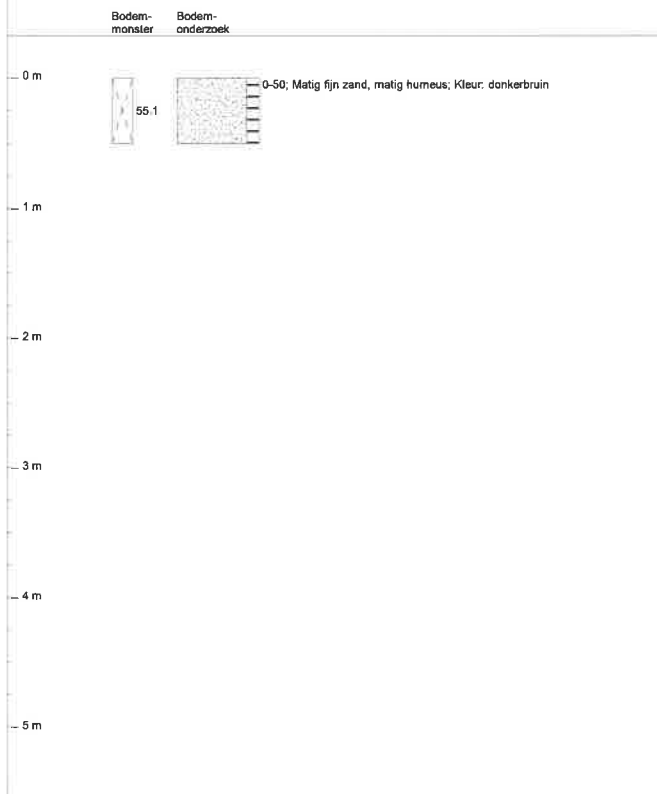 Bodem- Bodem-
monster onderzoek
0 m
0-50; Matig fijn zand, matig humeus; Kleur: donkerbruin
55.1
1 m
2 m
3 m
4 m
5 m